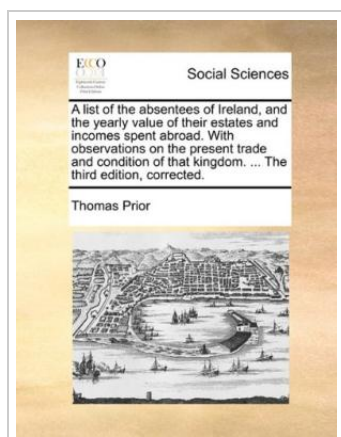 ECCO
Social Sciences
A list of the absentees of Ireland, and
the yearly value of their estates and
incomes spent abroad. With
observations on the present trade
and condition of that kingdom. ... The
third edition, corrected.
Thomas Prior